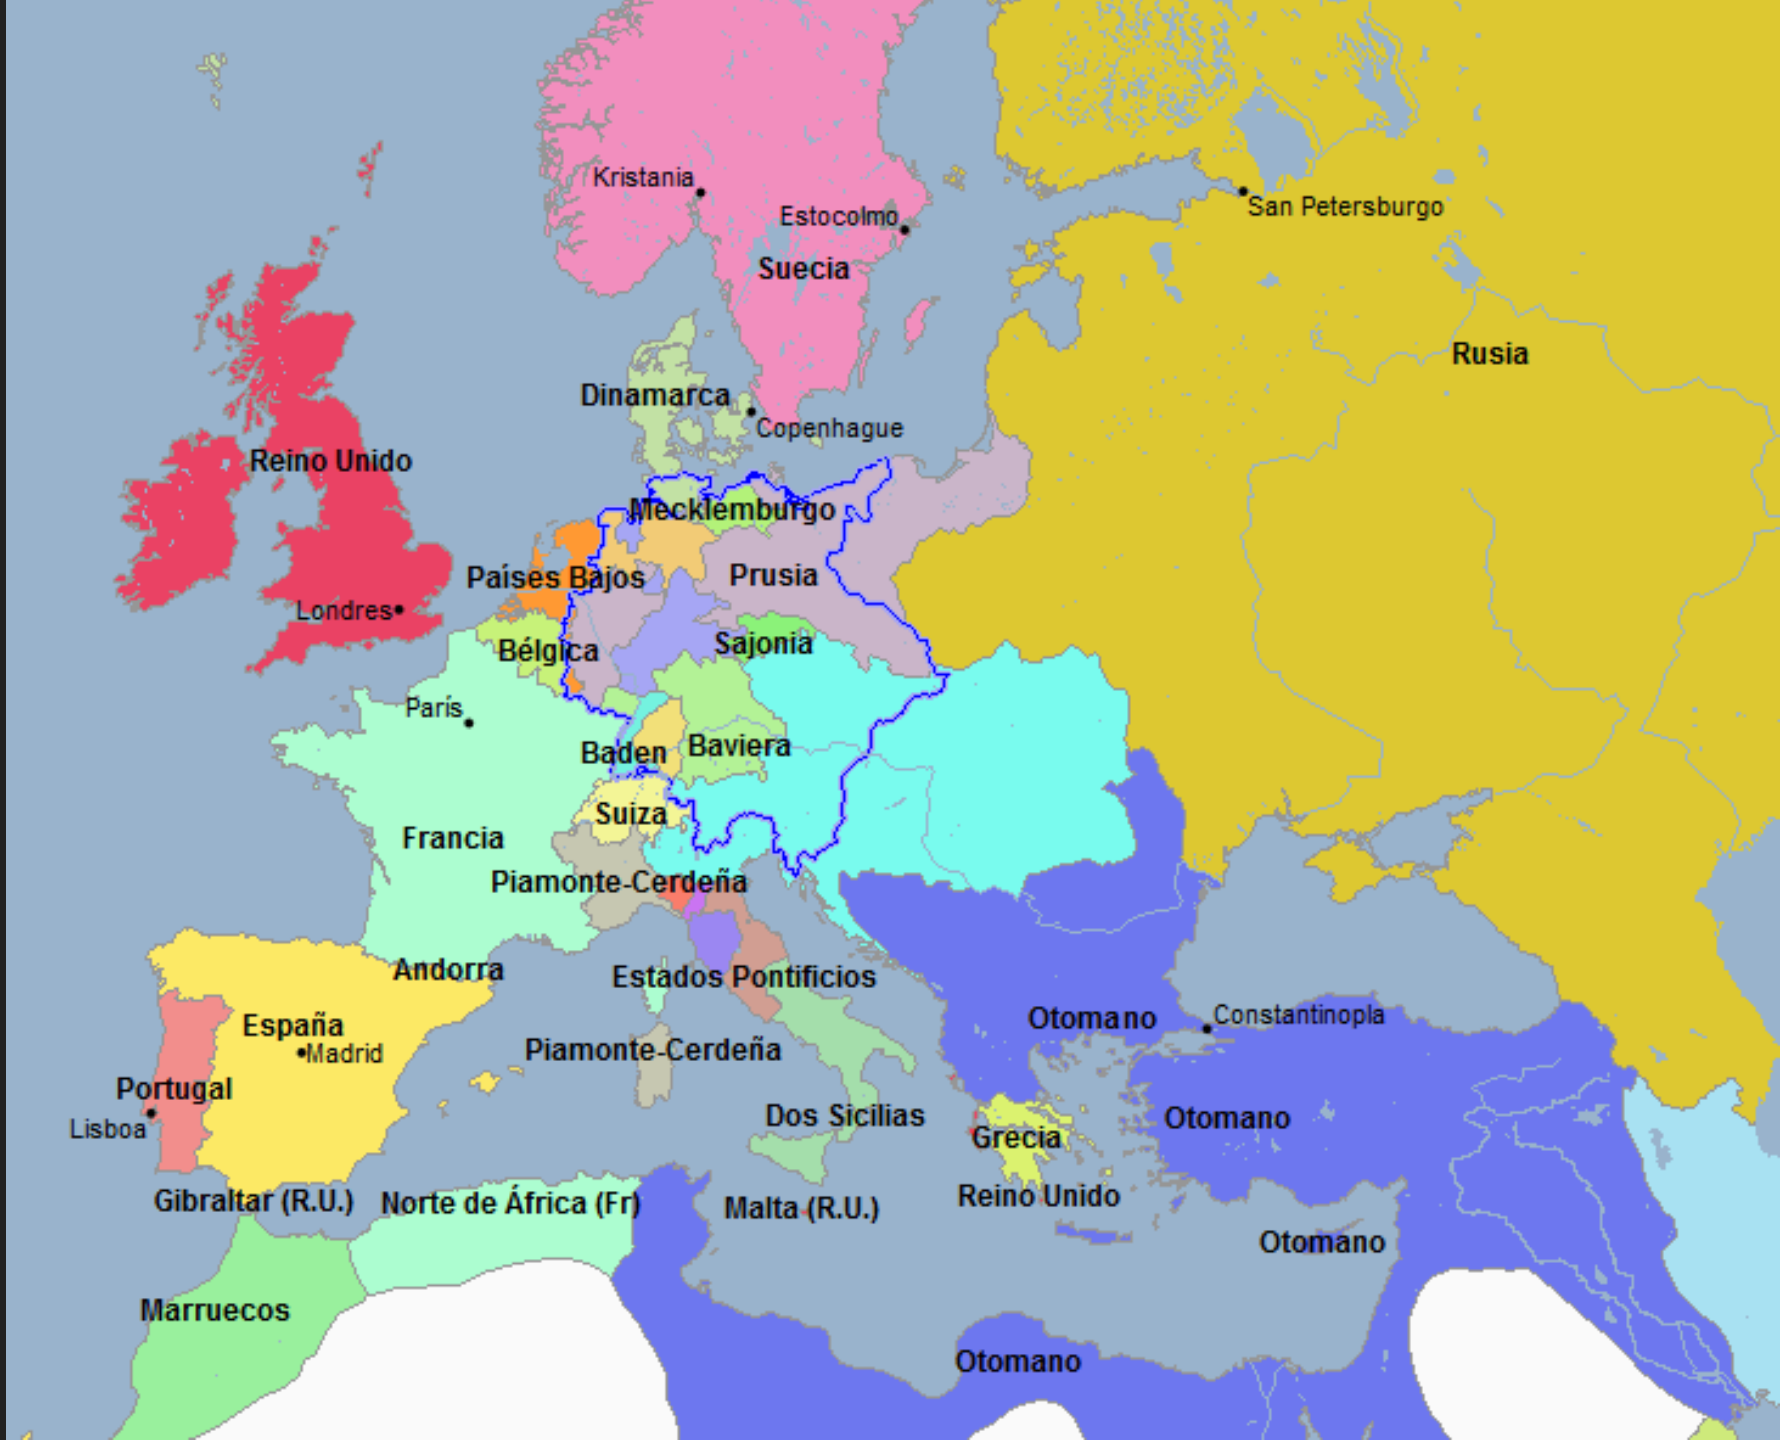 Kristania
Estocolmo
San Petersburgo
Suecia
Rusia
Dinamarca
Copenhague
Reino Unido
Mecklemburgo
Países Bajos
Prusia
Londres
Bélgica
Sajonia
París
Baden
Baviera
Suiza
Francia
Piamonte-Cerdeña
Andorra
Estados Pontificios
España
Otomano
Constantinopla
Madrid
Piamonte-Cerdeña
Portugal
Lisboa
Dos Sicilias
Grecia
Otomano
Gibraltar (R.U.)
Norte de África (Fr)
Malta (R.U.)
Reino Unido
Otomano
Marruecos
Otomano